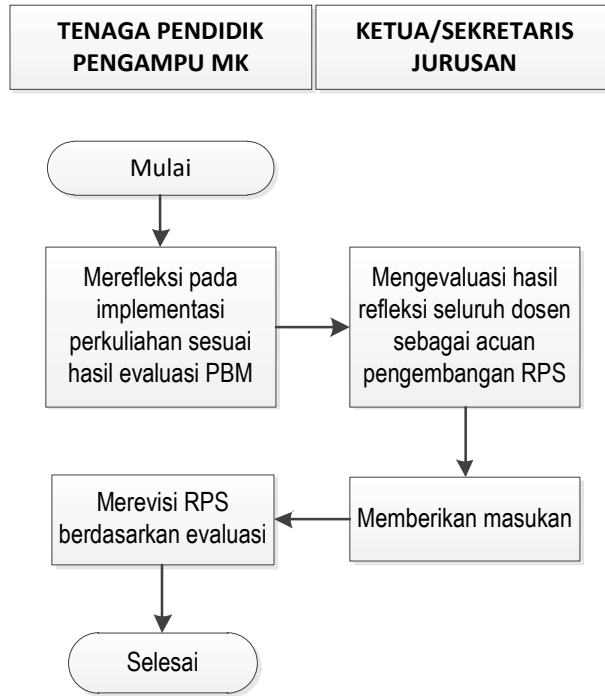 TENAGA PENDIDIK
PENGAMPU MK
KETUA/SEKRETARIS
JURUSAN
Mulai
Merefleksi pada
implementasi
perkuliahan sesuai
hasil evaluasi PBM
Mengevaluasi hasil
refleksi seluruh dosen
sebagai acuan
pengembangan RPS
Memberikan masukan
Merevisi RPS
berdasarkan evaluasi
Selesai